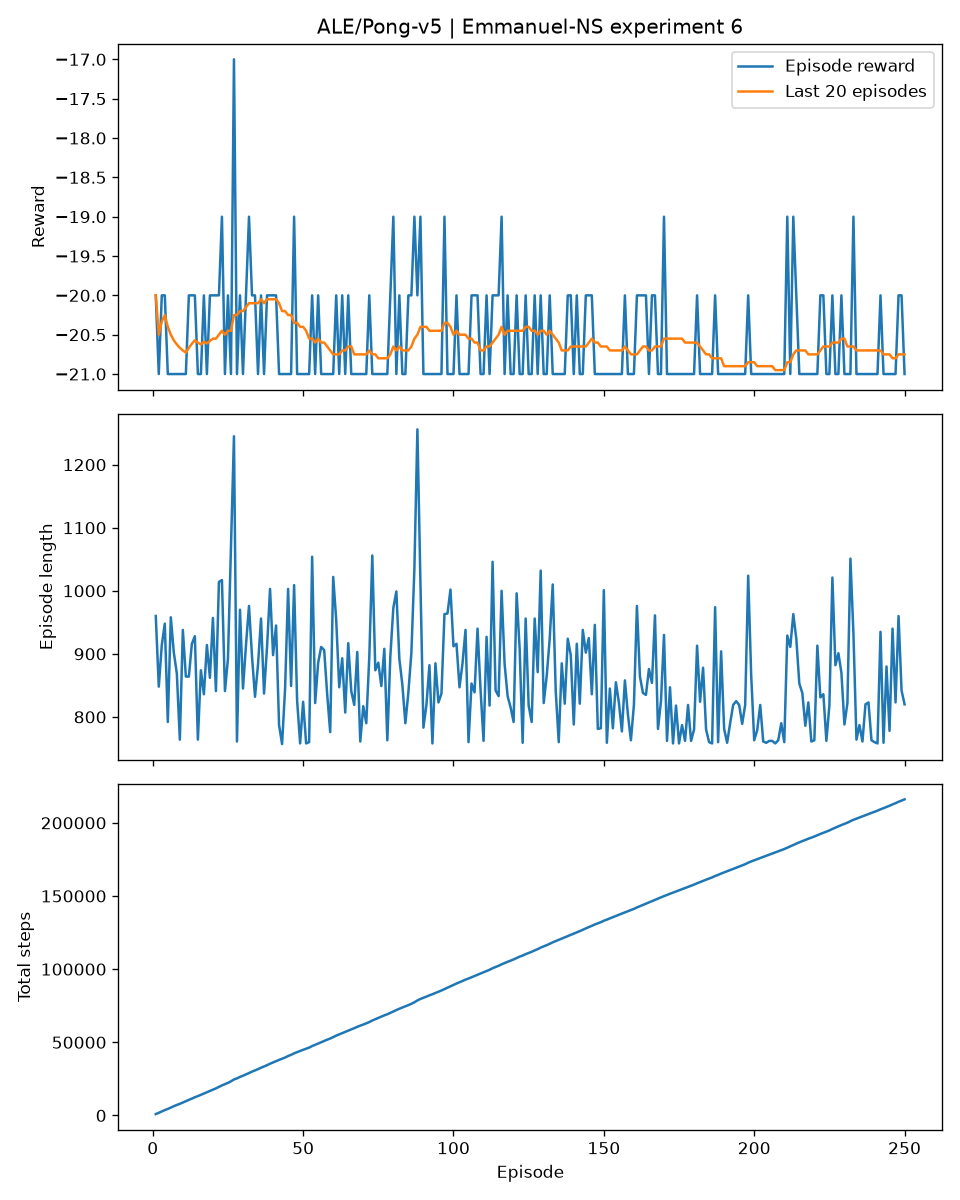 ALE/Pong-v5 | Emmanuel-NS experiment 6
Episode reward
Last 20 episodes
Reward
−17.0
−17.5
−18.0
−18.5
−19.0
−19.5
−20.0
−20.5
−21.0
Episode length
1200
1100
1000
900
800
Total steps
200000
150000
100000
50000
0
0 50 100 150 200 250
Episode